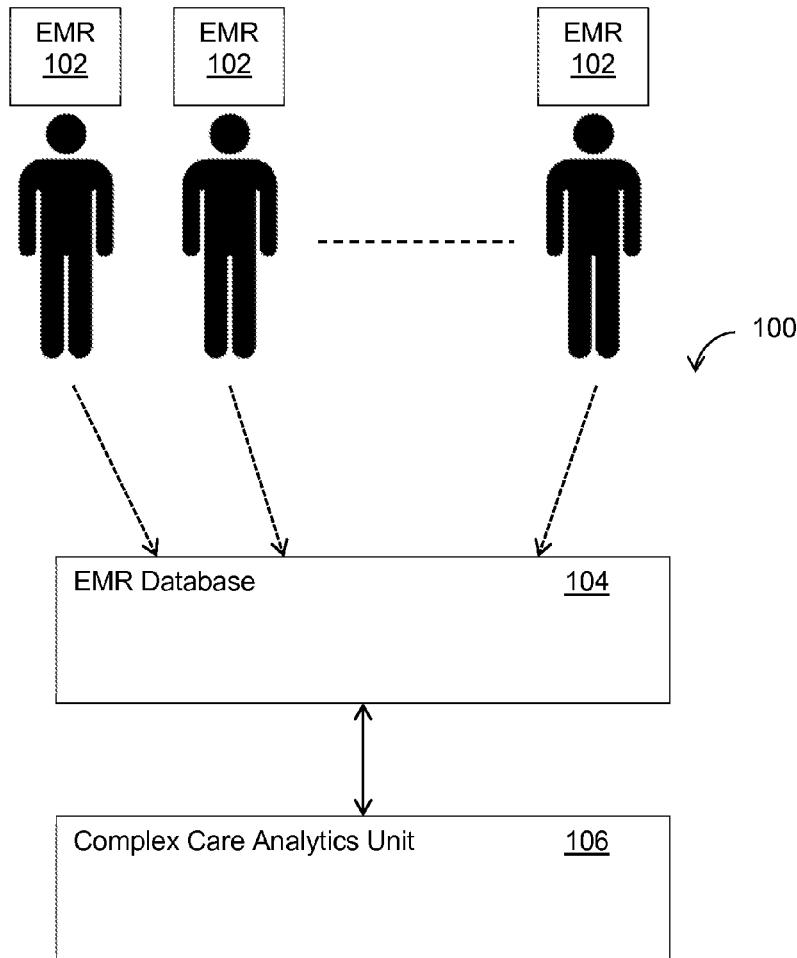 EMR
102
EMR
102
EMR
102
100
EMR Database 104
Complex Care Analytics Unit 106